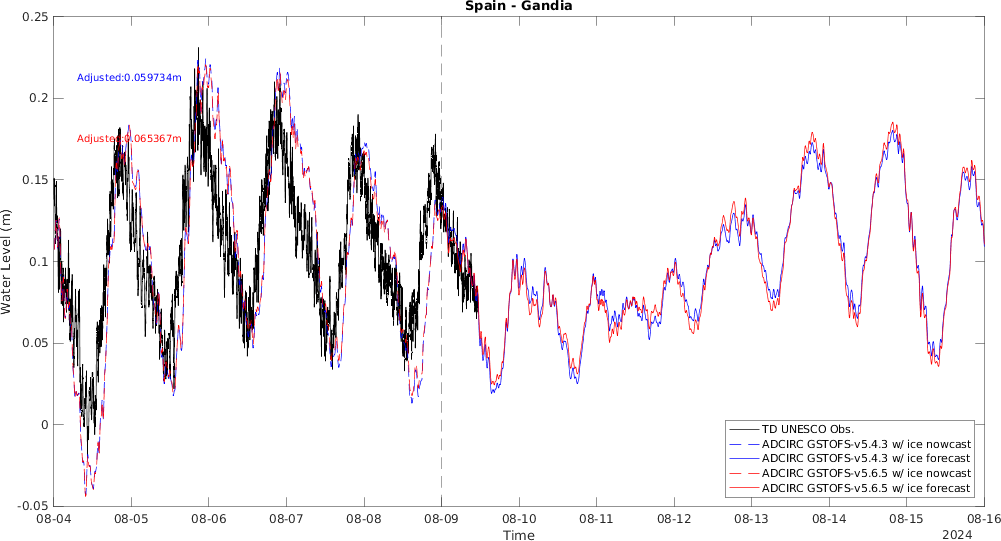 Spain - Gandia
0.25
0.2
0.15
0.1
0.05
0
-0.05
Water Level (m)
Adjusted:0.059734m
Adjusted:0.065367m
TD UNESCO Obs.
ADCIRC GSTOFS-v5.4.3 w/ ice nowcast
ADCIRC GSTOFS-v5.4.3 w/ ice forecast
ADCIRC GSTOFS-v5.6.5 w/ ice nowcast
ADCIRC GSTOFS-v5.6.5 w/ ice forecast
08-04 08-05 08-06 08-07 08-08 08-09 08-10 08-11 08-12 08-13 08-14 08-15 08-16
Time
2024